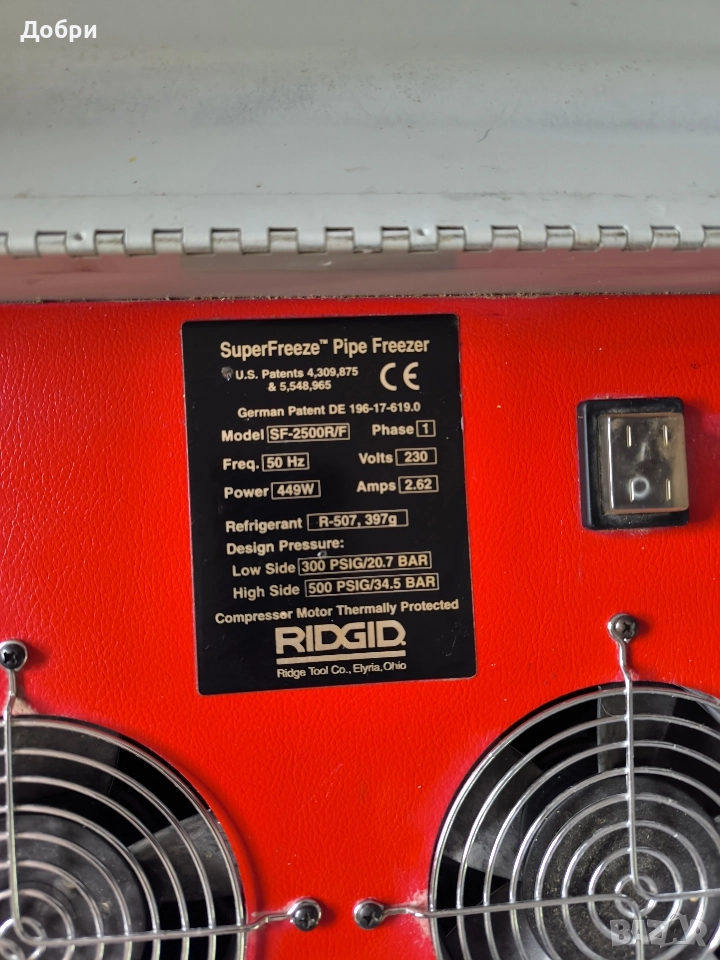 Добри
SuperFreeze™ Pipe Freezer
U.S. Patents 4,309,875
& 5,548,965
CE
German Patent DE 196-17-619.0
Model SF-2500R/F Phase 1
Freq. 50 Hz Volts 230
Power 449W Amps 2.62
Refrigerant R-507, 397g
Design Pressure:
Low Side 300 PSIG/20.7 BAR
High Side 500 PSIG/34.5 BAR
Compressor Motor Thermally Protected
RIDGID
Ridge Tool Co., Elyria, Ohio
BAZAR